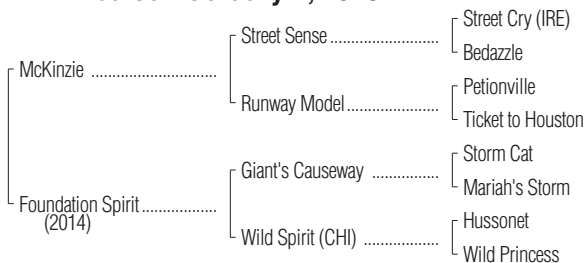 Street Cry (IRE)
Street Sense ........................
Bedazzle
McKinzie ............................
Petionville
Runway Model ....................
Ticket to Houston
Storm Cat
Giant's Causeway ...............
Mariah's Storm
Foundation Spirit .................
(2014)
Hussonet
Wild Spirit (CHI) .................
Wild Princess